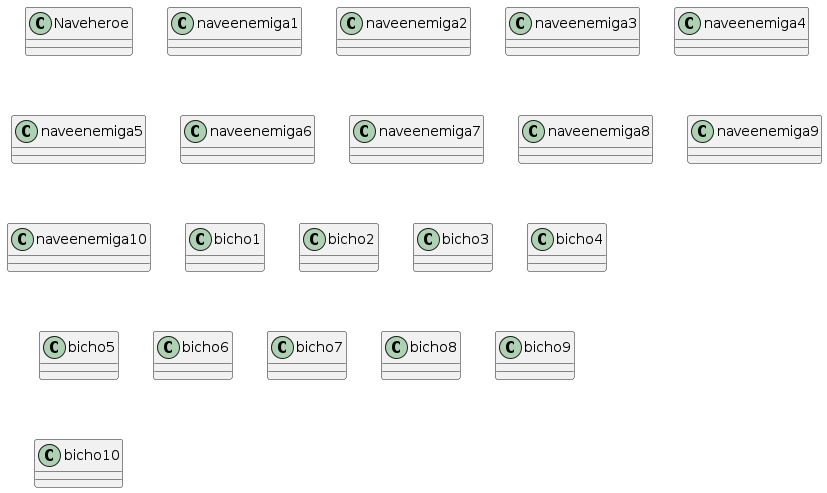 C Naveheroe
C naveenemiga1
C naveenemiga2
C naveenemiga3
C naveenemiga4
C naveenemiga5
C naveenemiga6
C naveenemiga7
C naveenemiga8
C naveenemiga9
C naveenemiga10
C bicho1
C bicho2
C bicho3
C bicho4
C bicho5
C bicho6
C bicho7
C bicho8
C bicho9
C bicho10